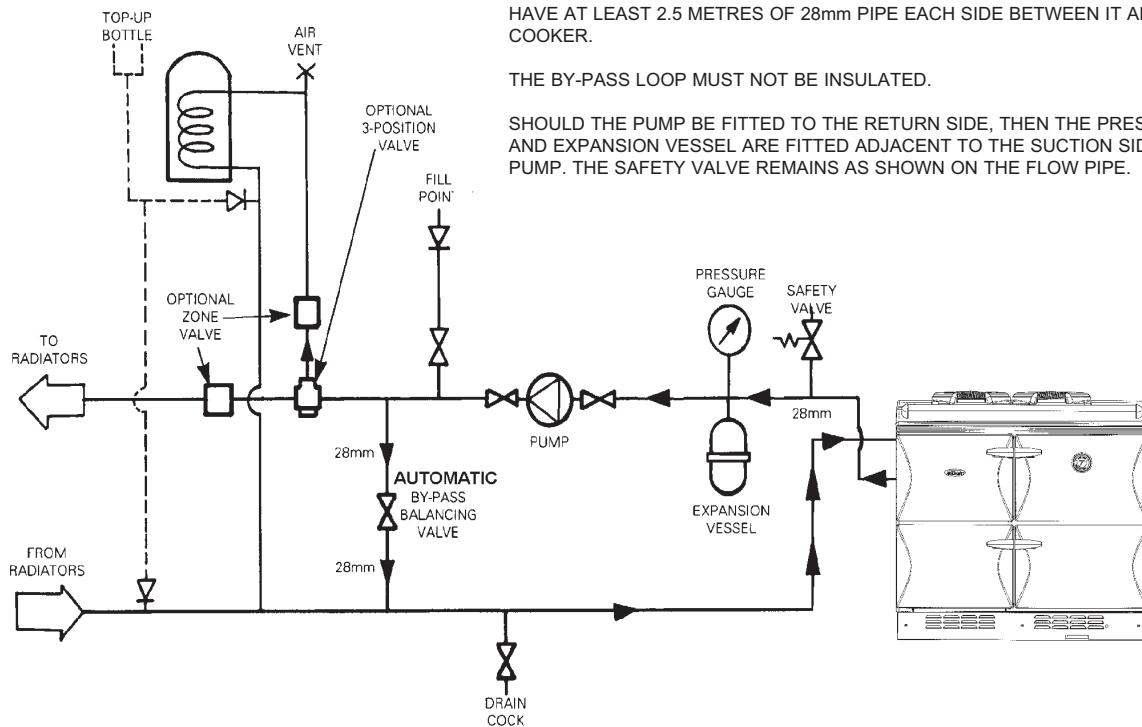 HAVE AT LEAST 2.5 METRES OF 28mm PIPE EACH SIDE BETWEEN IT
COOKER.
THE BY-PASS LOOP MUST NOT BE INSULATED.
SHOULD THE PUMP BE FITTED TO THE RETURN SIDE, THEN THE
AND EXPANSION VESSEL ARE FITTED ADJACENT TO THE SUCTION
PUMP. THE SAFETY VALVE REMAINS AS SHOWN ON THE FLOW PIPE.
TOP-UP
BOTTLE
AIR
VENT
OPTIONAL
3-POSITION
VALVE
FILL
POINT
PRESSURE
GAUGE
SAFETY
VALVE
OPTIONAL
ZONE
VALVE
TO
RADIATORS
28mm
PUMP
28mm
AUTOMATIC
BY-PASS
BALANCING
VALVE
EXPANSION
VESSEL
28mm
FROM
RADIATORS
DRAIN
COCK